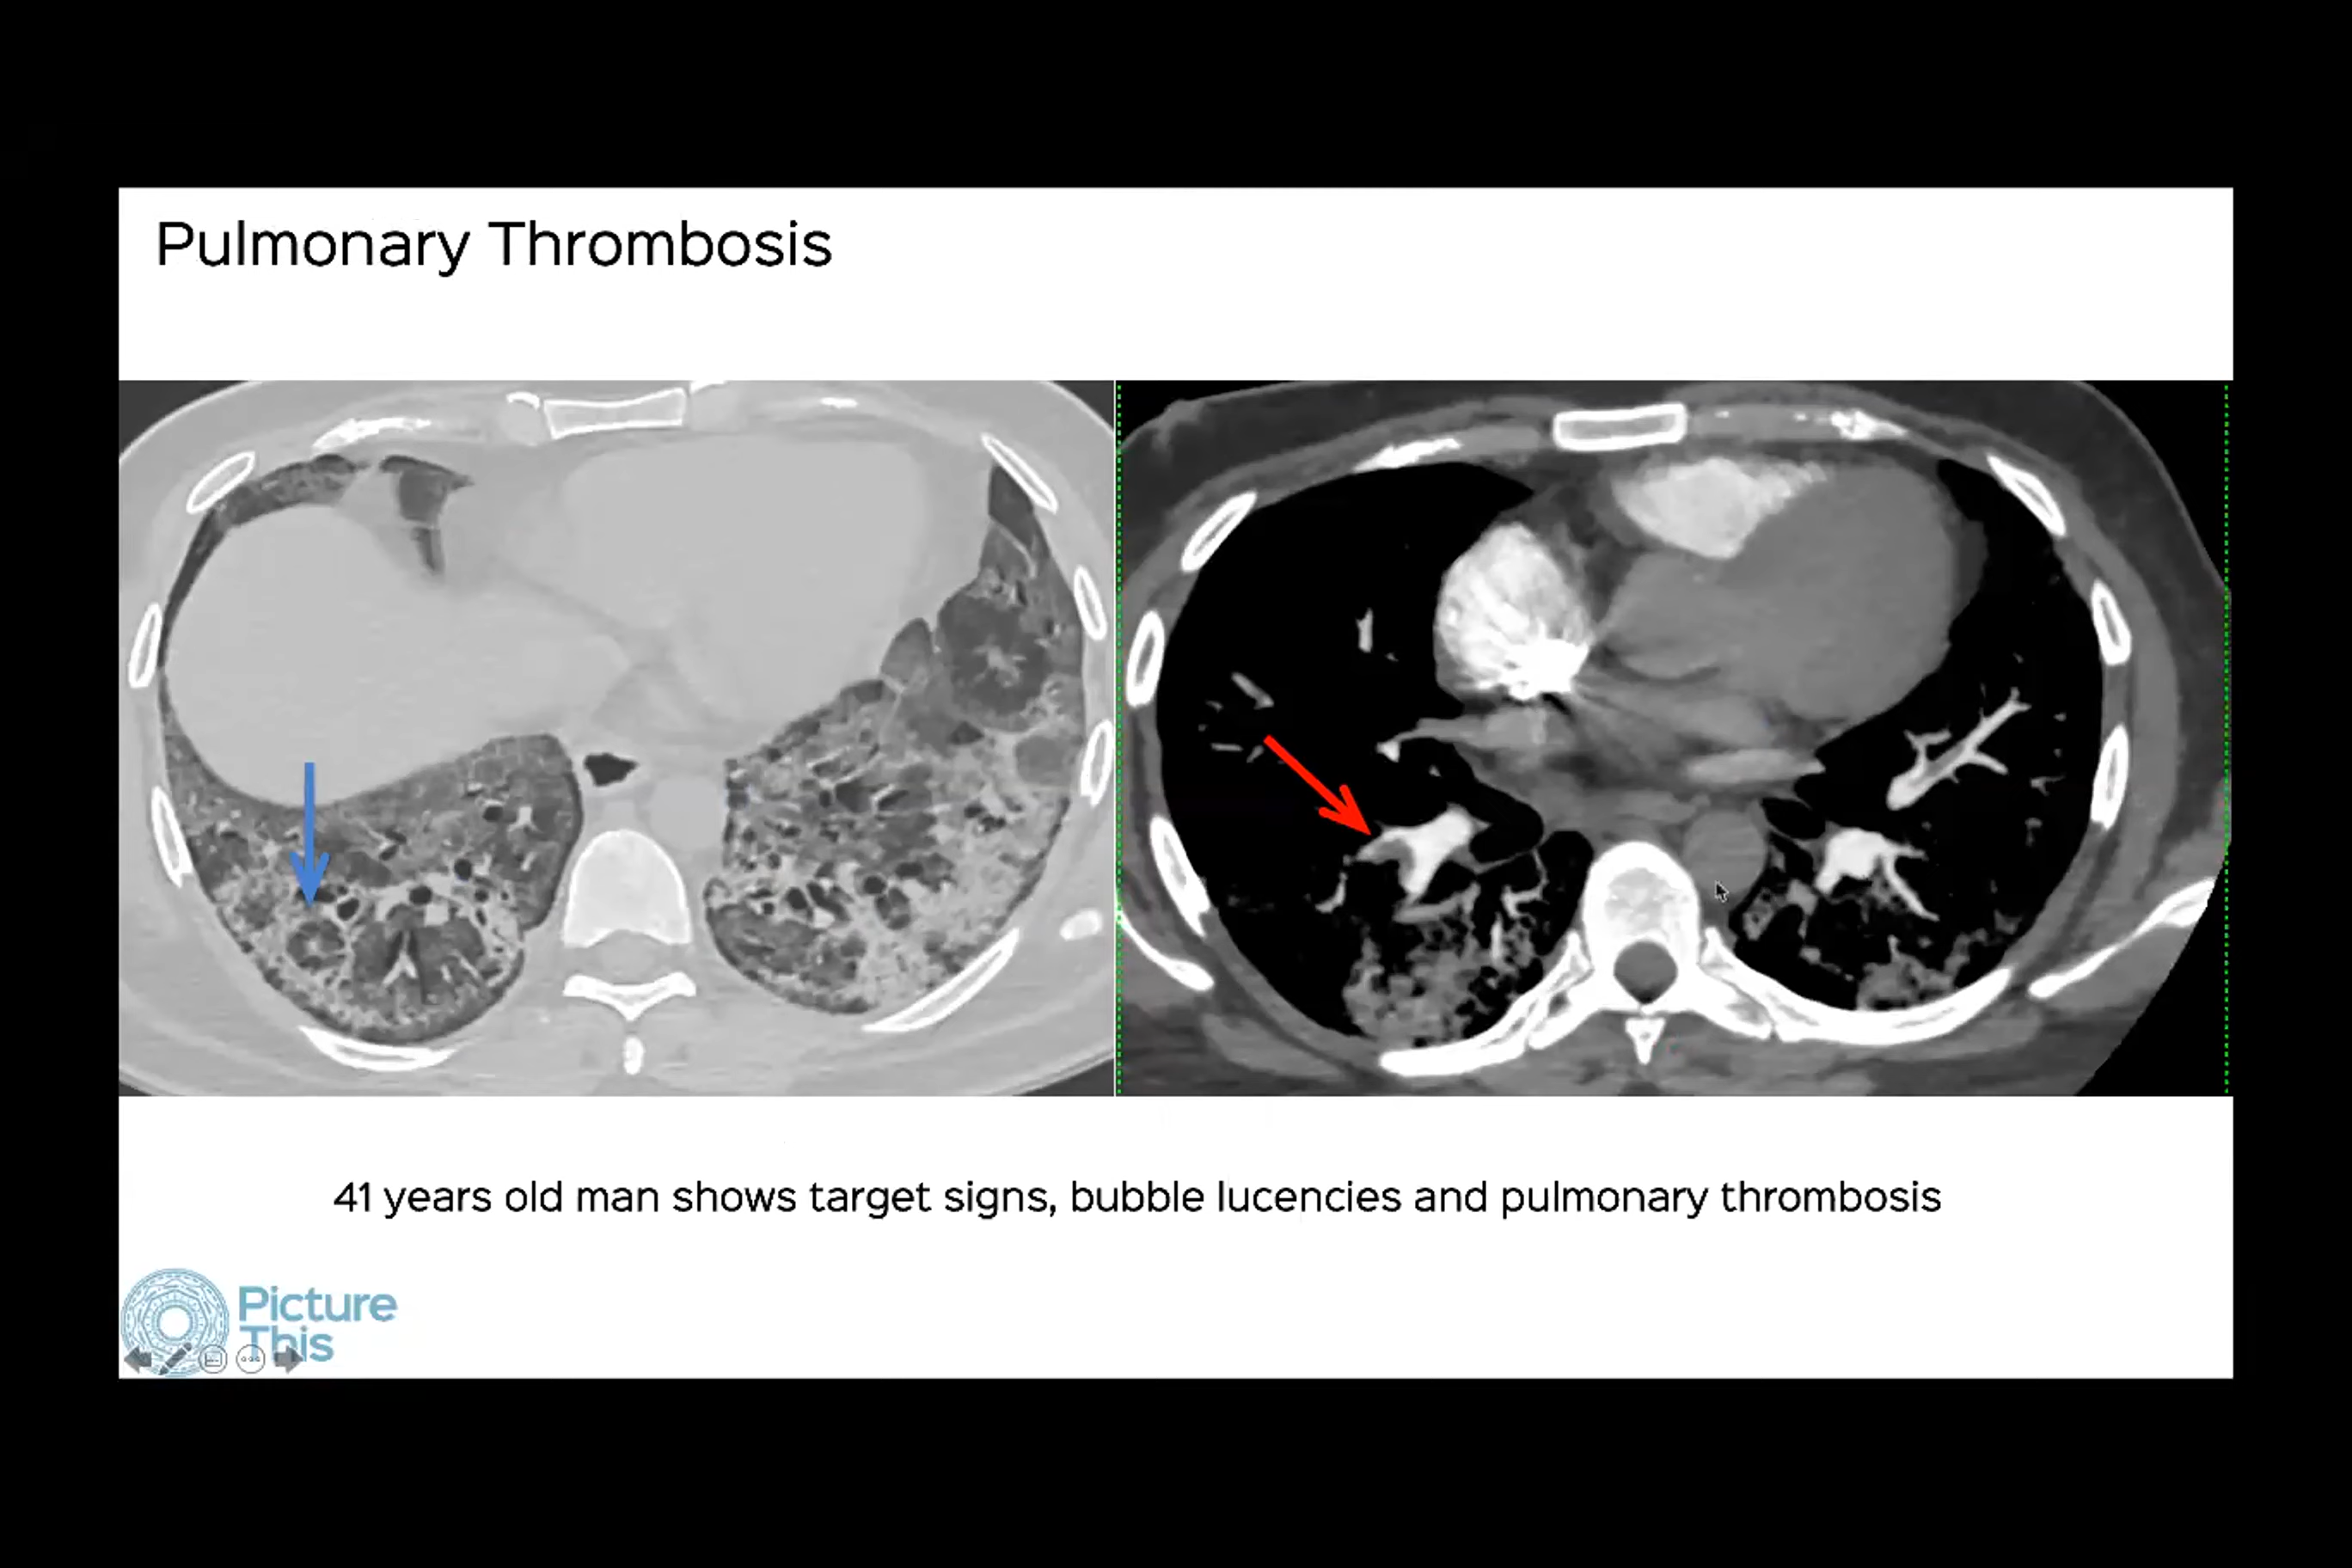 Pulmonary Thrombosis
41 years old man shows target signs, bubble lucencies and pulmonary thrombosis
Picture
This